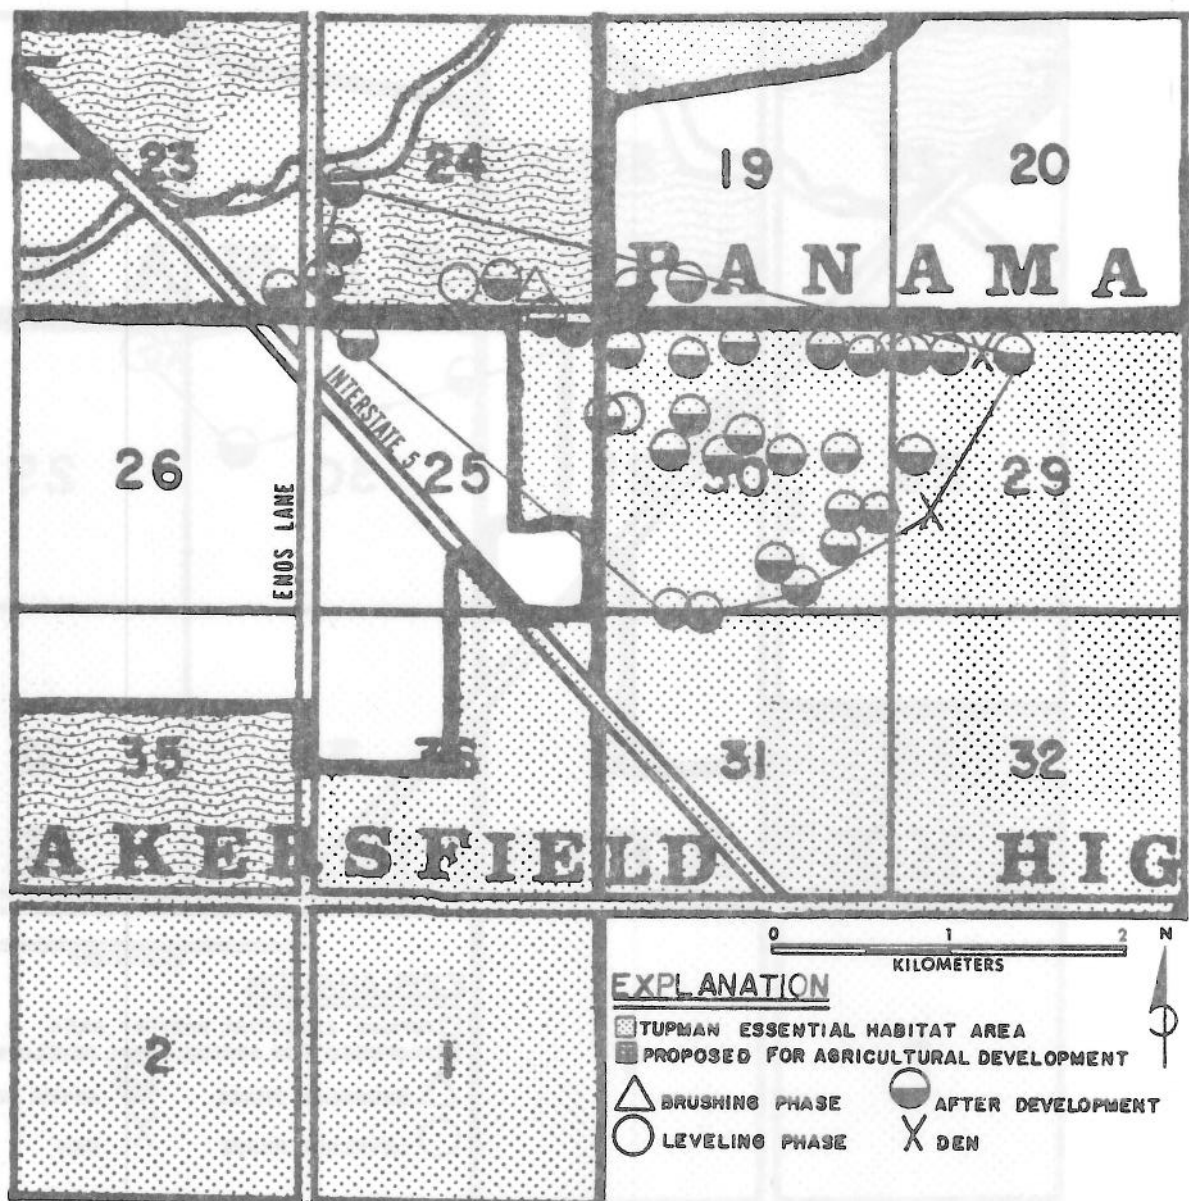 23
24
19
20
PANAMA
INTERSTATE 5
26
25
30
29
ENOS LANE
35
36
31
32
AKERSFIELD
HIG
0 1 2
KILOMETERS
N
EXPLANATION
TUPMAN ESSENTIAL HABITAT AREA
PROPOSED FOR AGRICULTURAL DEVELOPMENT
BRUSHING PHASE
AFTER DEVELOPMENT
LEVELING PHASE
DEN
2
1